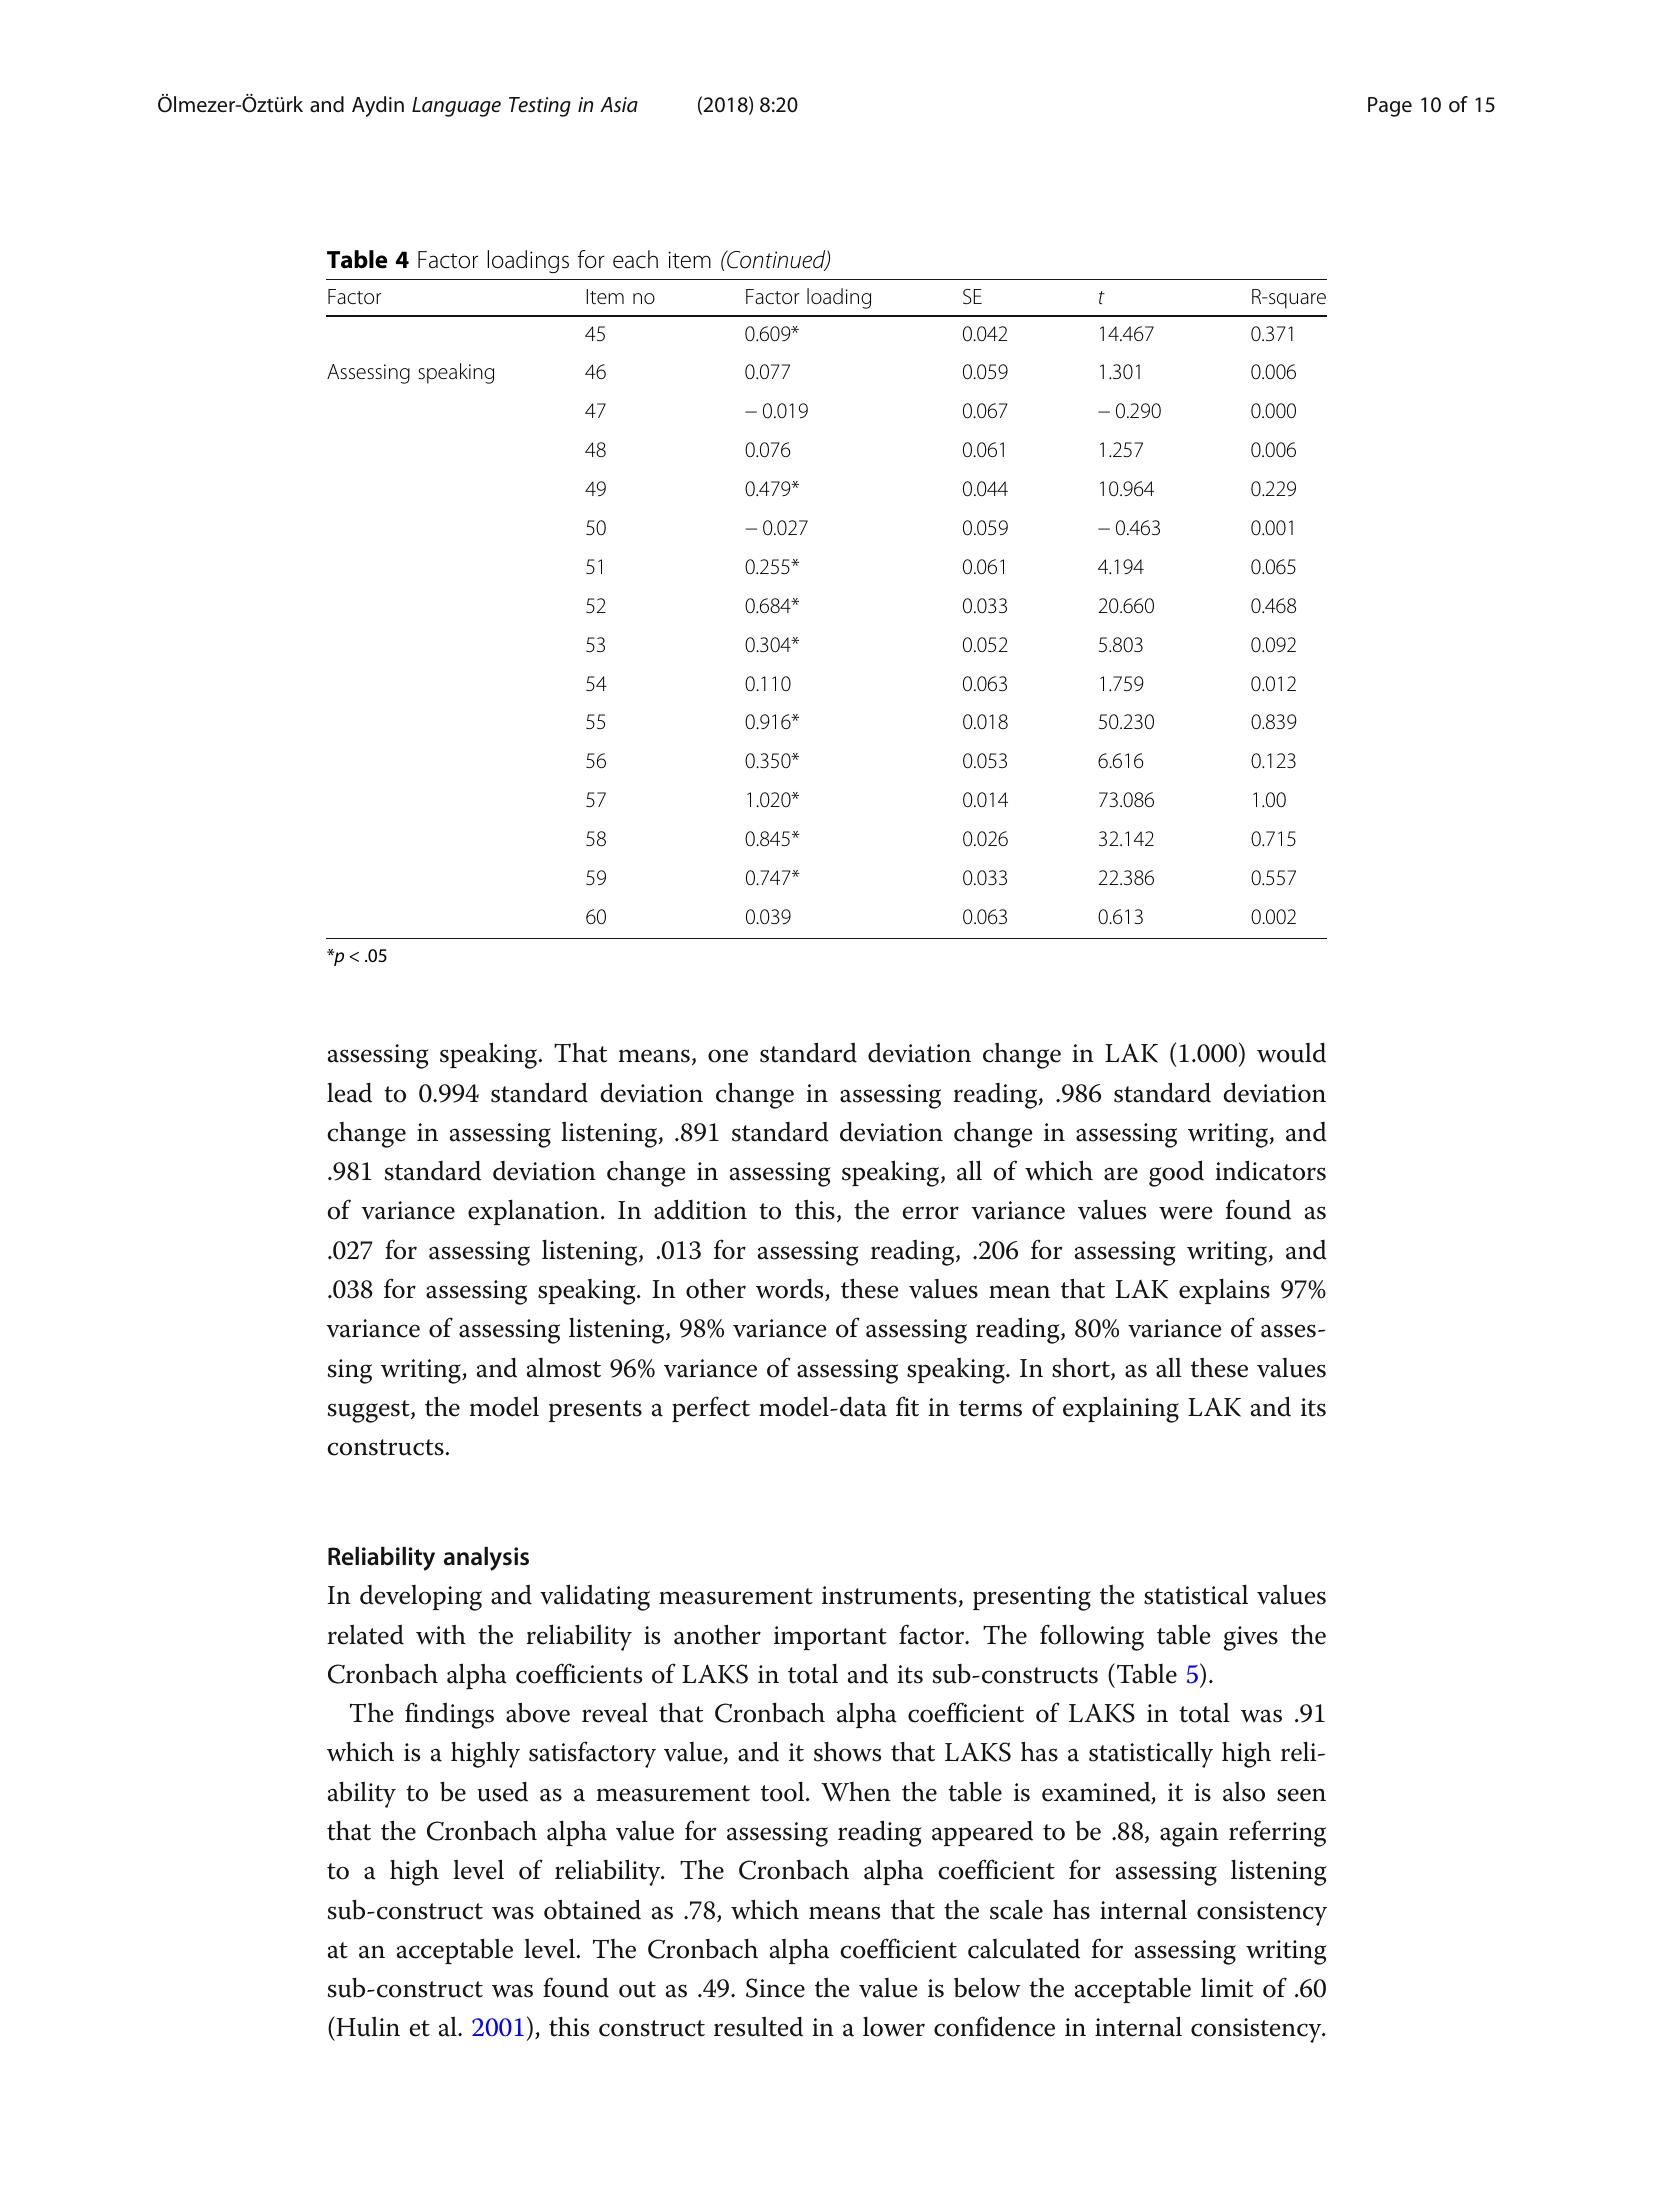 Ölmezer-Öztürk and Aydin Language Testing in Asia (2018) 8:20 Page 10 of 15
Table 4 Factor loadings for each item (Continued)
Factor Item no Factor loading SE t R-square
45 0.609* 0.042 14.467 0.371
Assessing speaking 46 0.077 0.059 1.301 0.006
47 − 0.019 0.067 − 0.290 0.000
48 0.076 0.061 1.257 0.006
49 0.479* 0.044 10.964 0.229
50 − 0.027 0.059 − 0.463 0.001
51 0.255* 0.061 4.194 0.065
52 0.684* 0.033 20.660 0.468
53 0.304* 0.052 5.803 0.092
54 0.110 0.063 1.759 0.012
55 0.916* 0.018 50.230 0.839
56 0.350* 0.053 6.616 0.123
57 1.020* 0.014 73.086 1.00
58 0.845* 0.026 32.142 0.715
59 0.747* 0.033 22.386 0.557
60 0.039 0.063 0.613 0.002
*p < .05
assessing speaking. That means, one standard deviation change in LAK (1.000) would
lead to 0.994 standard deviation change in assessing reading, .986 standard deviation
change in assessing listening, .891 standard deviation change in assessing writing, and
.981 standard deviation change in assessing speaking, all of which are good indicators
of variance explanation. In addition to this, the error variance values were found as
.027 for assessing listening, .013 for assessing reading, .206 for assessing writing, and
.038 for assessing speaking. In other words, these values mean that LAK explains 97%
variance of assessing listening, 98% variance of assessing reading, 80% variance of asses-
sing writing, and almost 96% variance of assessing speaking. In short, as all these values
suggest, the model presents a perfect model-data fit in terms of explaining LAK and its
constructs.
Reliability analysis
In developing and validating measurement instruments, presenting the statistical values
related with the reliability is another important factor. The following table gives the
Cronbach alpha coefficients of LAKS in total and its sub-constructs (Table 5).
The findings above reveal that Cronbach alpha coefficient of LAKS in total was .91
which is a highly satisfactory value, and it shows that LAKS has a statistically high reli-
ability to be used as a measurement tool. When the table is examined, it is also seen
that the Cronbach alpha value for assessing reading appeared to be .88, again referring
to a high level of reliability. The Cronbach alpha coefficient for assessing listening
sub-construct was obtained as .78, which means that the scale has internal consistency
at an acceptable level. The Cronbach alpha coefficient calculated for assessing writing
sub-construct was found out as .49. Since the value is below the acceptable limit of .60
(Hulin et al. 2001), this construct resulted in a lower confidence in internal consistency.